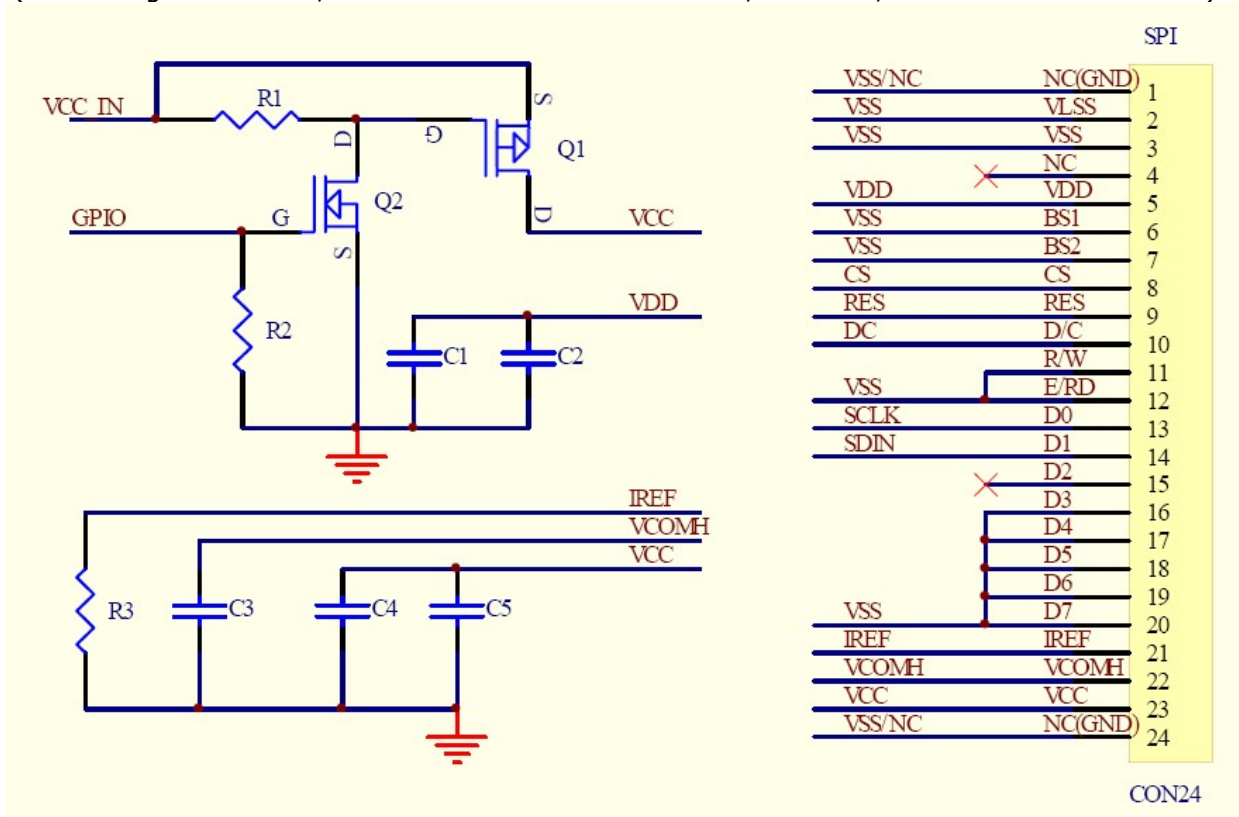 SPI
VCC_IN
R1
S
D
G
Q1
Q2
GPIO
G
D
VCC
S
R2
VDD
C1
C2
IREF
VCOMH
VCC
R3
C3
C4
C5
VSS/NC NC(GND) 1
VSS VLSS 2
VSS VSS 3
NC 4
VDD VDD 5
VSS BS1 6
VSS BS2 7
CS CS 8
RES RES 9
DC D/C 10
R/W 11
VSS E/RD 12
SCLK D0 13
SDIN D1 14
D2 15
D3 16
D4 17
D5 18
D6 19
VSS D7 20
IREF IREF 21
VCOMH VCOMH 22
VCC VCC 23
VSS/NC NC(GND) 24
CON24